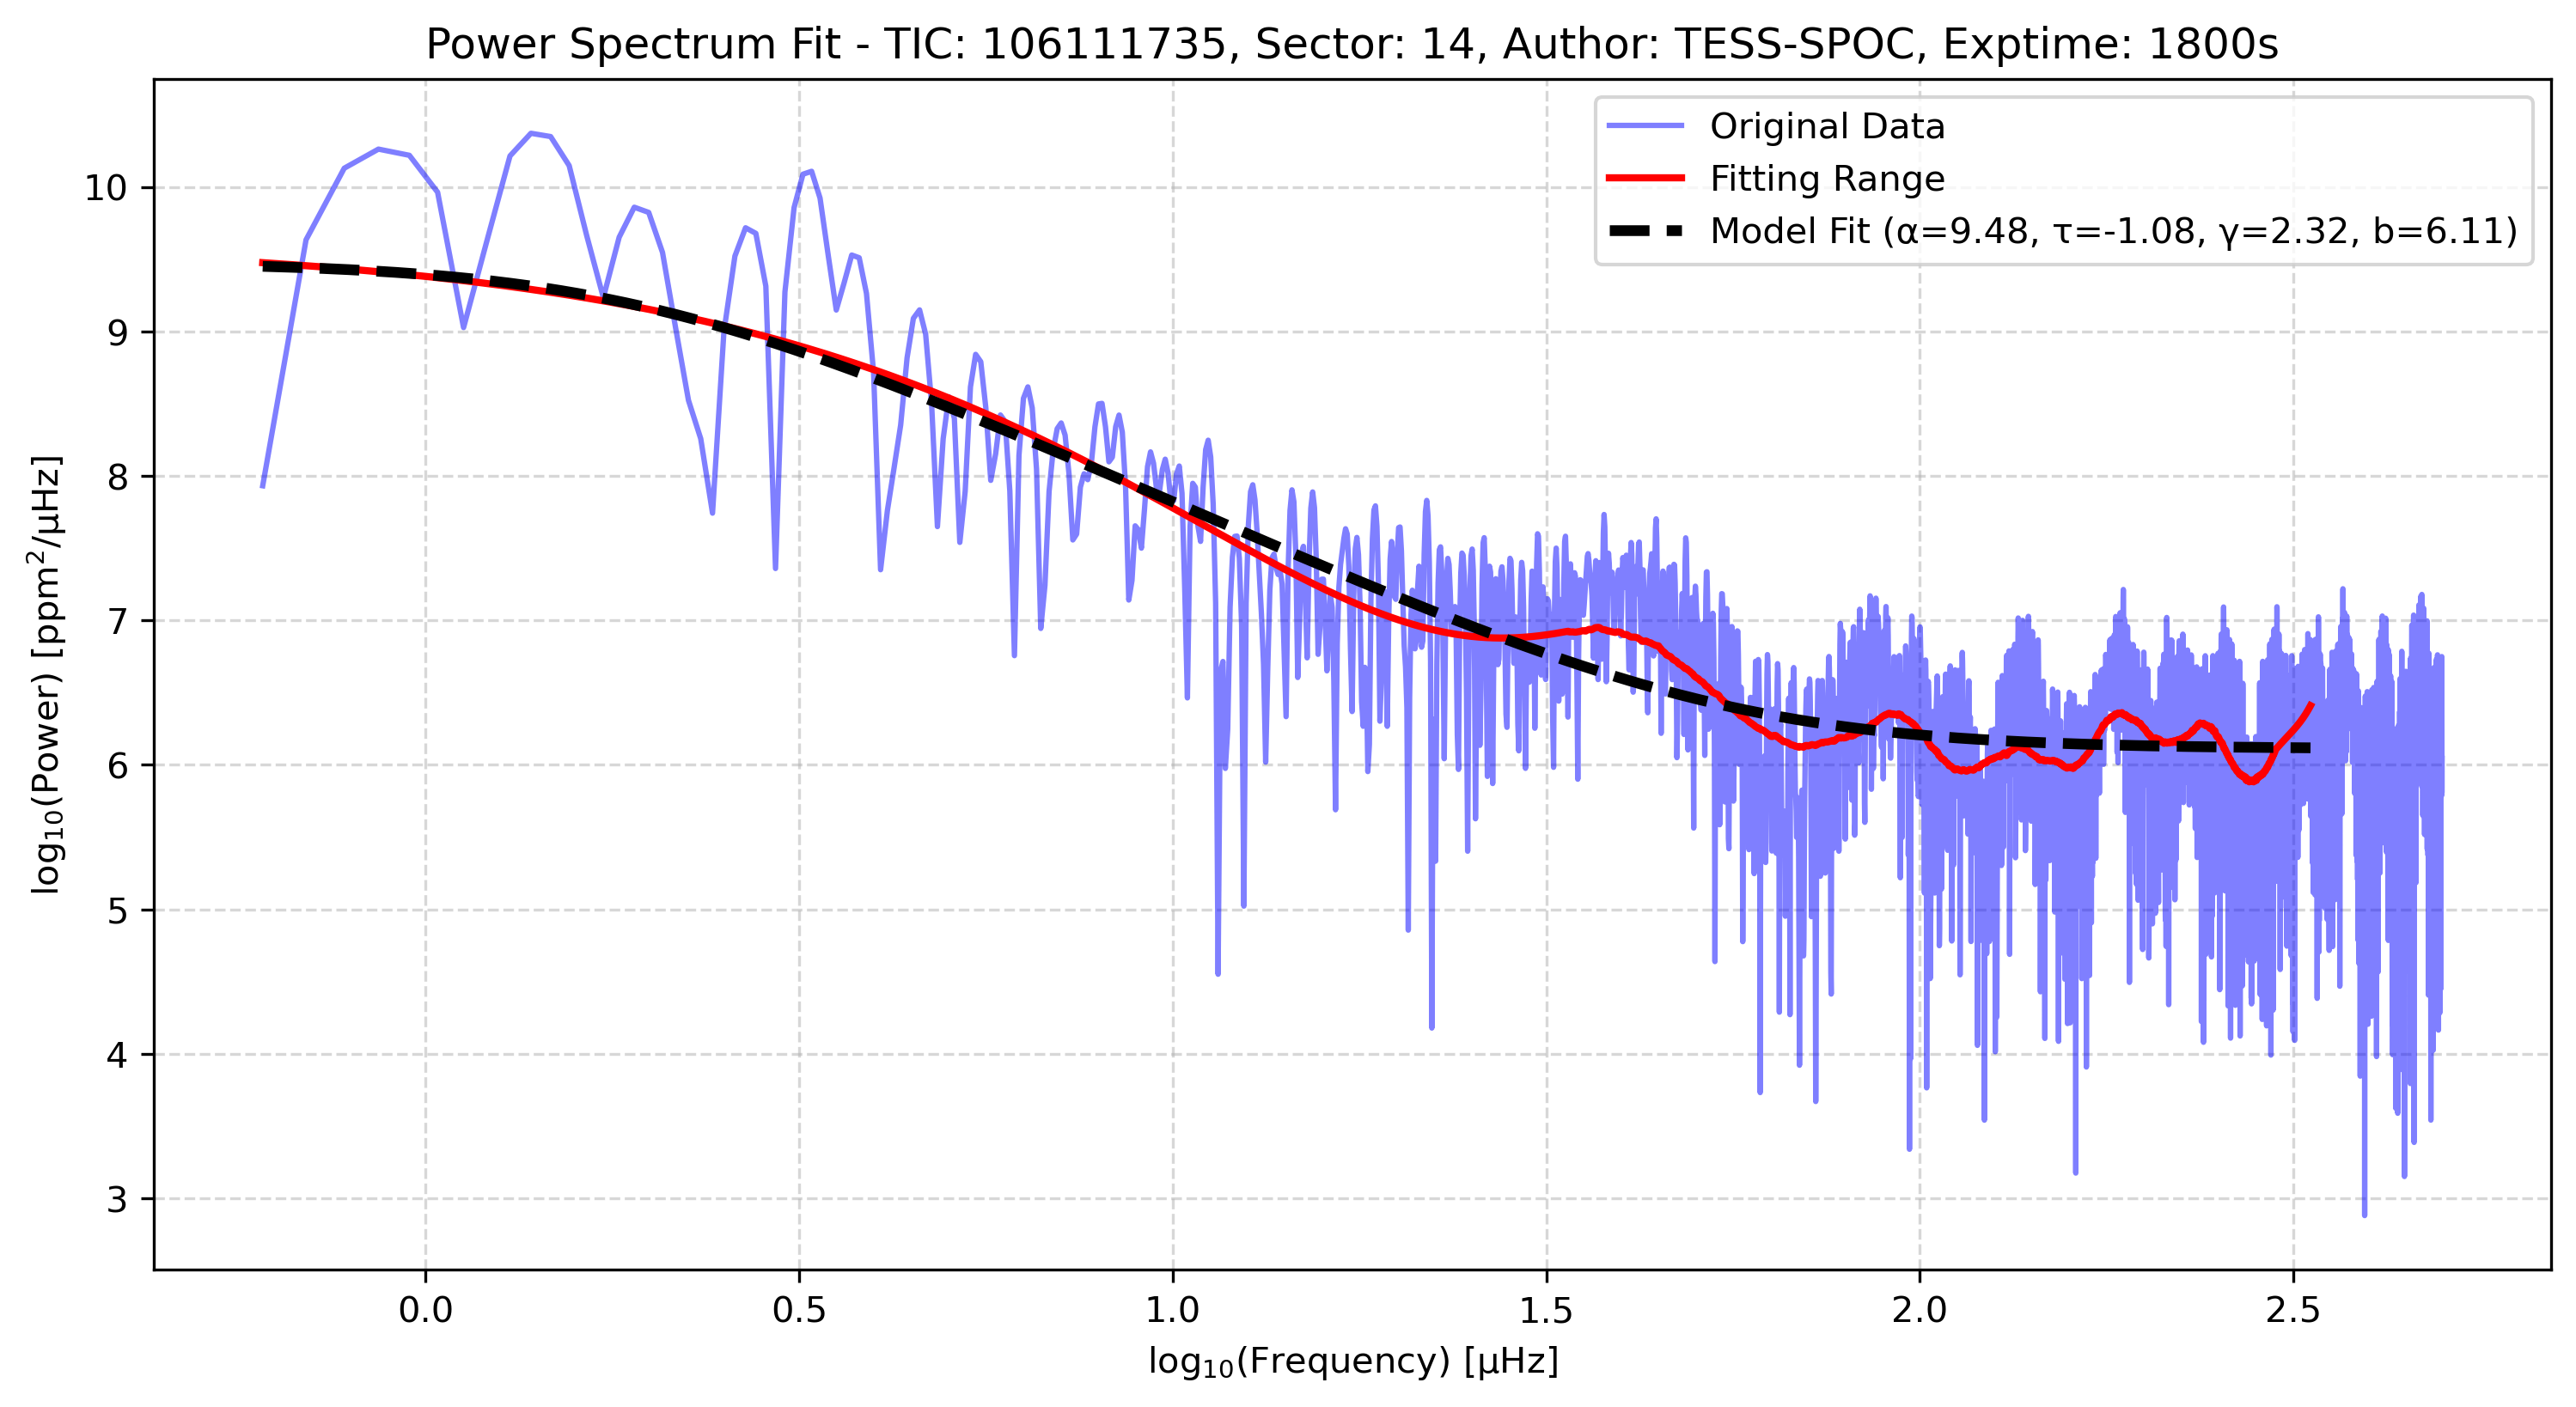 Power Spectrum Fit - TIC: 106111735, Sector: 14, Author: TESS-SPOC, Exptime: 1800s
Original Data
Fitting Range
Model Fit (α=9.48, τ=-1.08, γ=2.32, b=6.11)
log₁₀(Power) [ppm²/μHz]
10
9
8
7
6
5
4
3
0.0 0.5 1.0 1.5 2.0 2.5
log₁₀(Frequency) [μHz]